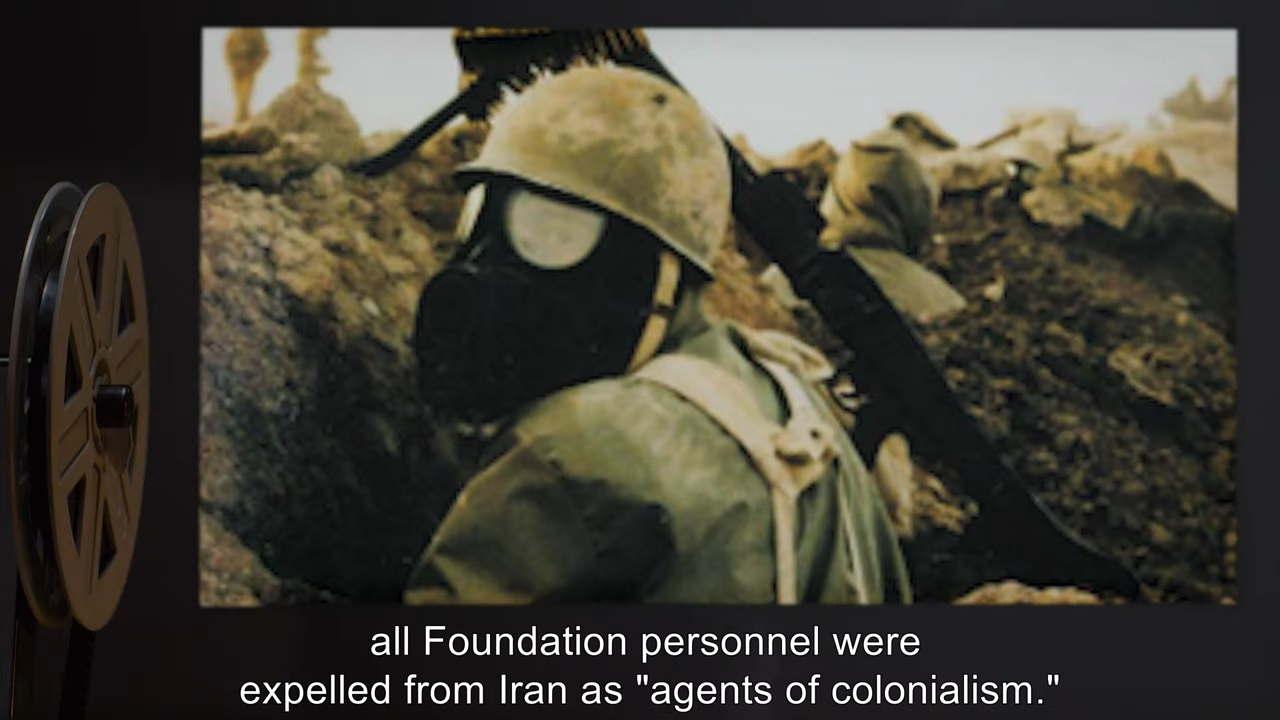 all Foundation personnel were
expelled from Iran as "agents of colonialism."